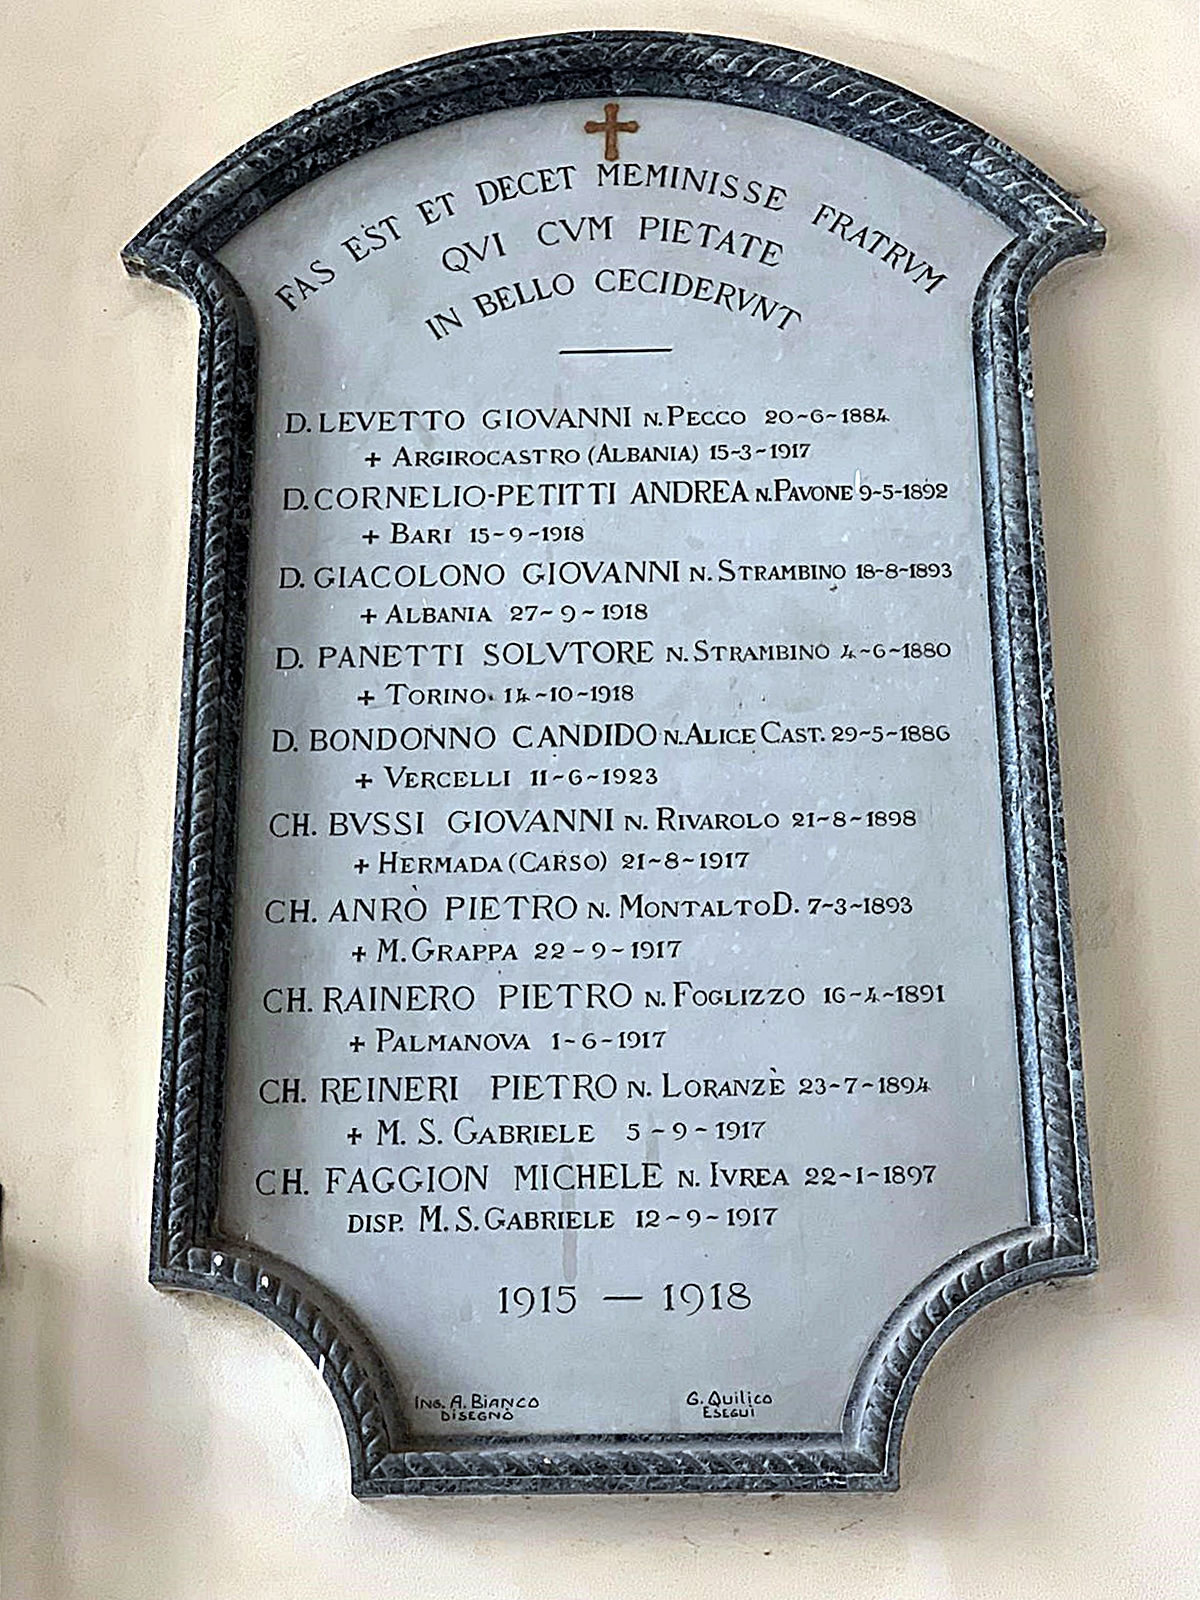 FAS EST ET DECET MEMINISSE FRATRVM
QVI CVM PIETATE
IN BELLO CECIDERVNT
D. LEVETTO GIOVANNI N. PECCO 20-6-1884
+ ARGIROCASTRO (ALBANIA) 15-3-1917
D. CORNELIO-PETITTI ANDREA N. PAVONE 9-5-1892
+ BARI 15-9-1918
D. GIACOLONO GIOVANNI N. STRAMBINO 18-8-1893
+ ALBANIA 27-9-1918
D. PANETTI SOLVTORE N. STRAMBINO 4-6-1880
+ TORINO. 14-10-1918
D. BONDONNO CANDIDO N. ALICE CAST. 29-5-1886
+ VERCELLI 11-6-1923
CH. BVSSI GIOVANNI N. RIVAROLO 21-8-1898
+ HERMADA (CARSO) 21-8-1917
CH. ANRÒ PIETRO N. MONTALTO D. 7-3-1893
+ M. GRAPPA 22-9-1917
CH. RAINERO PIETRO N. FOGLIZZO 16-4-1891
+ PALMANOVA 1-6-1917
CH. REINERI PIETRO N. LORANZÈ 23-7-1894
+ M. S. GABRIELE 5-9-1917
CH. FAGGION MICHELE N. IVREA 22-1-1897
DISP. M. S. GABRIELE 12-9-1917
1915 — 1918
ING. A. BIANCO G. QUILICO
DISEGNÒ ESEGUÌ